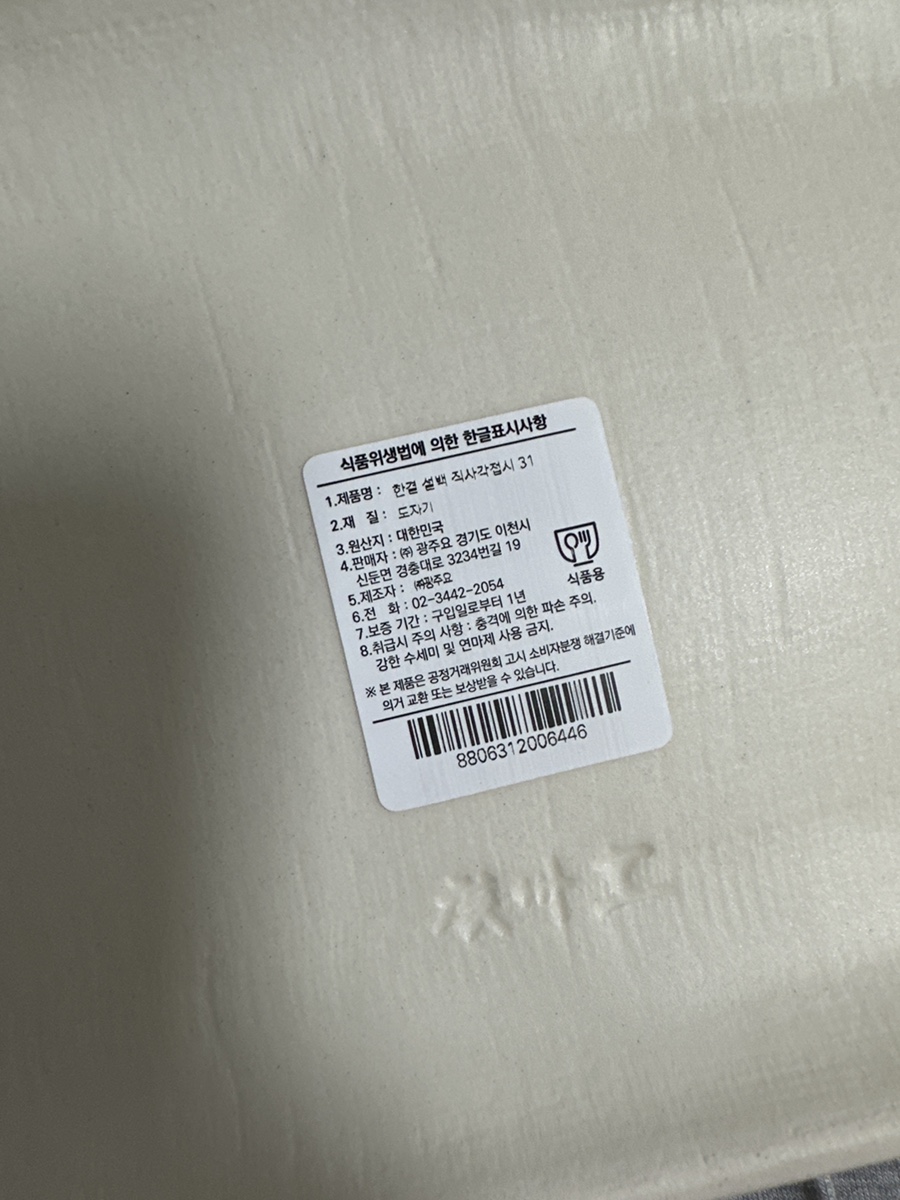 식품위생법에 의한 한글표시사항
1.제품명 : 한결 설백 직사각접시 31
2.재 질 : 도자기
3.원산지 : 대한민국
4.판매자 : ㈜ 광주요 경기도 이천시
신둔면 경충대로 3234번길 19
5.제조자 : ㈜광주요
6.전 화 : 02-3442-2054
7.보증 기간 : 구입일로부터 1년
8.취급시 주의 사항 : 충격에 의한 파손 주의.
강한 수세미 및 연마제 사용 금지.
식품용
※ 본 제품은 공정거래위원회 고시 소비자분쟁 해결기준에
의거 교환 또는 보상받을 수 있습니다.
8806312006446